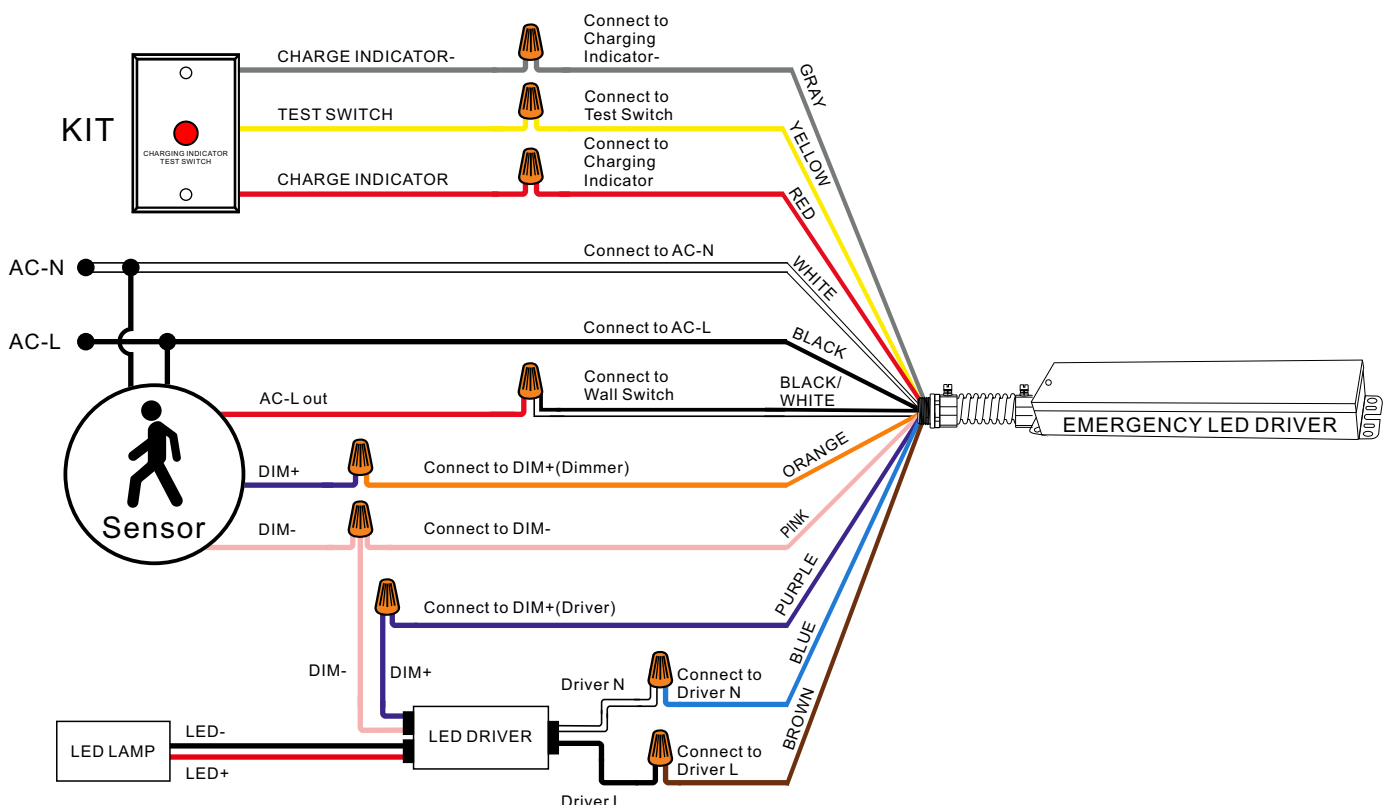 Connect to
Charging
Indicator-
CHARGE INDICATOR-
GRAY
KIT
CHARGING INDICATOR
TEST SWITCH
TEST SWITCH
Connect to
Test Switch
YELLOW
CHARGE INDICATOR
Connect to
Charging
Indicator
RED
AC-N
Connect to AC-N
WHITE
AC-L
Connect to AC-L
BLACK
AC-L out
Connect to
Wall Switch
BLACK/
WHITE
EMERGENCY LED DRIVER
Sensor
DIM+
Connect to DIM+(Dimmer)
ORANGE
DIM-
Connect to DIM-
PINK
Connect to DIM+(Driver)
PURPLE
DIM-
DIM+
Driver N
Connect to
Driver N
BLUE
LED LAMP
LED-
LED+
LED DRIVER
Connect to
Driver L
BROWN
Driver L